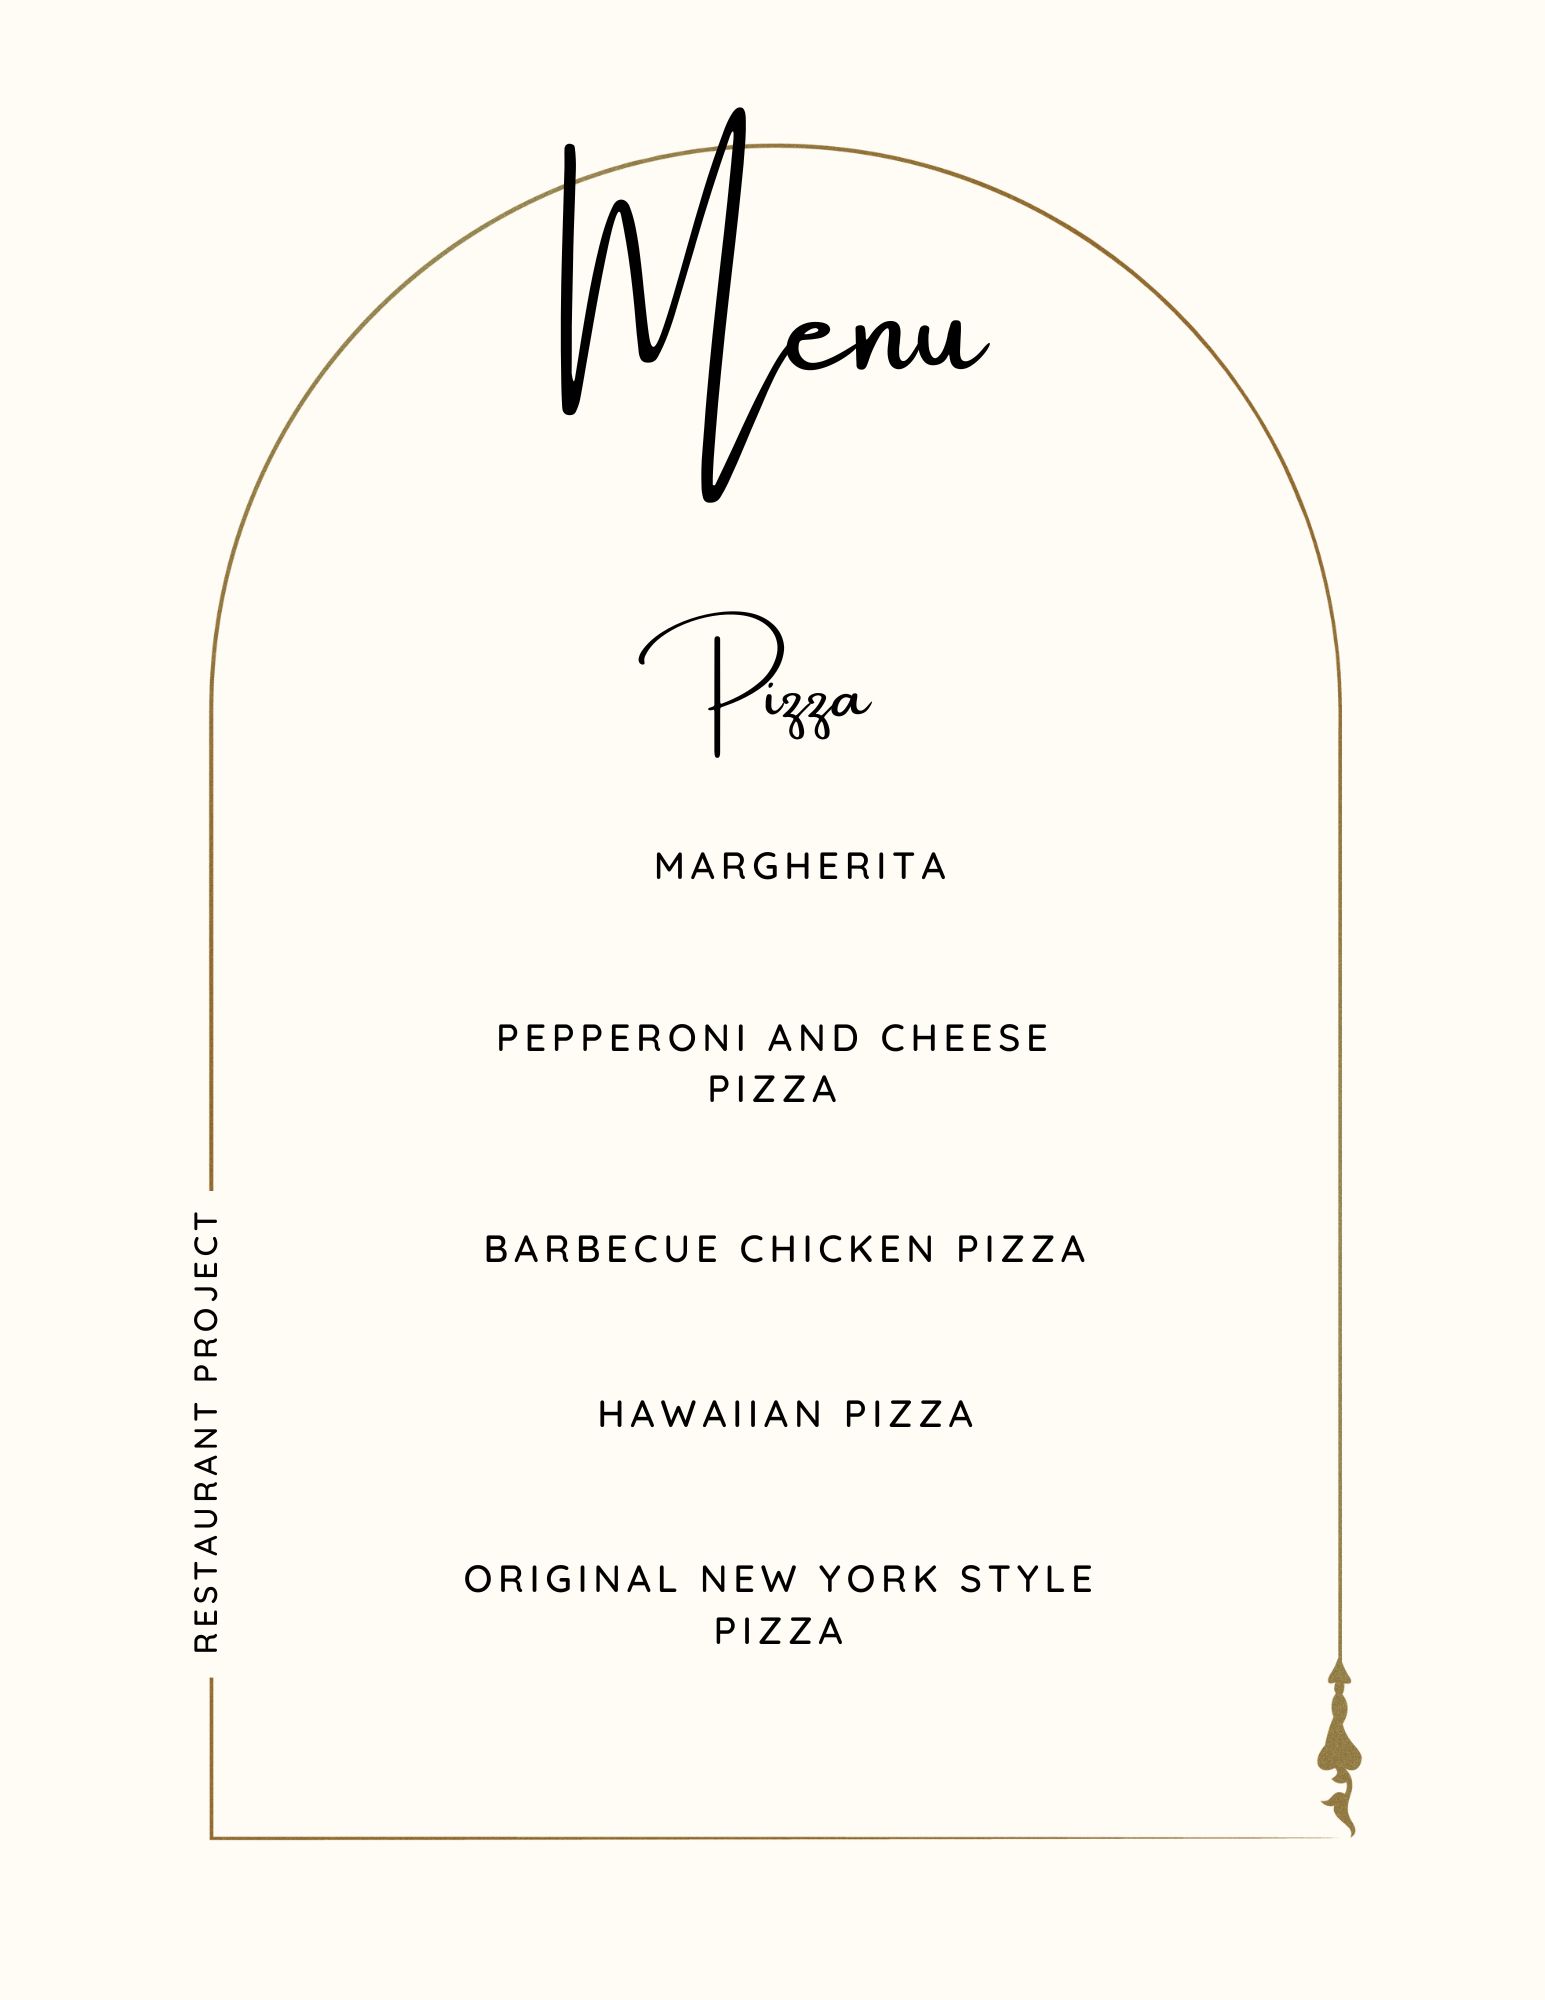 Menu
Pizza
MARGHERITA
PEPPERONI AND CHEESE
PIZZA
BARBECUE CHICKEN PIZZA
HAWAIIAN PIZZA
ORIGINAL NEW YORK STYLE
PIZZA
RESTAURANT PROJECT